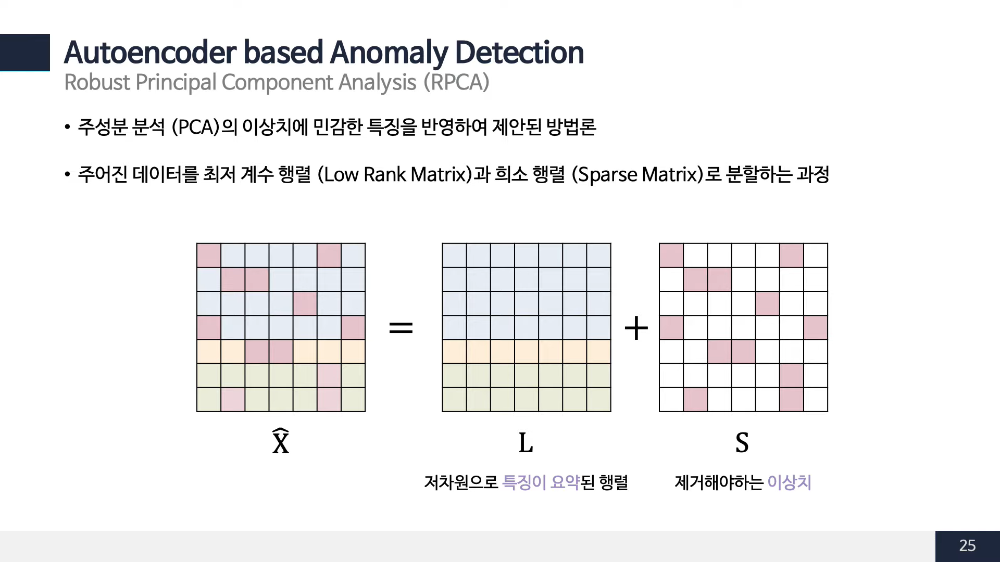 Autoencoder based Anomaly Detection
Robust Principal Component Analysis (RPCA)
• 주성분 분석 (PCA)의 이상치에 민감한 특징을 반영하여 제안된 방법론
• 주어진 데이터를 최저 계수 행렬 (Low Rank Matrix)과 희소 행렬 (Sparse Matrix)로 분할하는 과정
= +
X̂ L S
저차원으로 특징이 요약된 행렬 제거해야하는 이상치
25